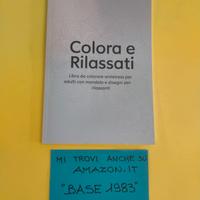 Colora e
Rilassati
Libro da colorare antistress per
adulti con mandala e disegni per
rilassarsi
MI TROVI ANCHE SU
AMAZON.IT
"BASE 1983"